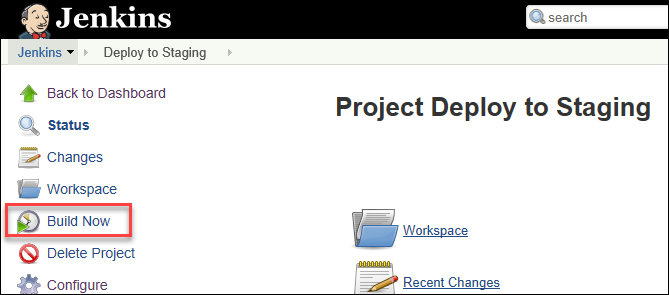 Jenkins
search
Jenkins Deploy to Staging
Back to Dashboard
Status
Changes
Workspace
Build Now
Delete Project
Configure
Project Deploy to Staging
Workspace
Recent Changes